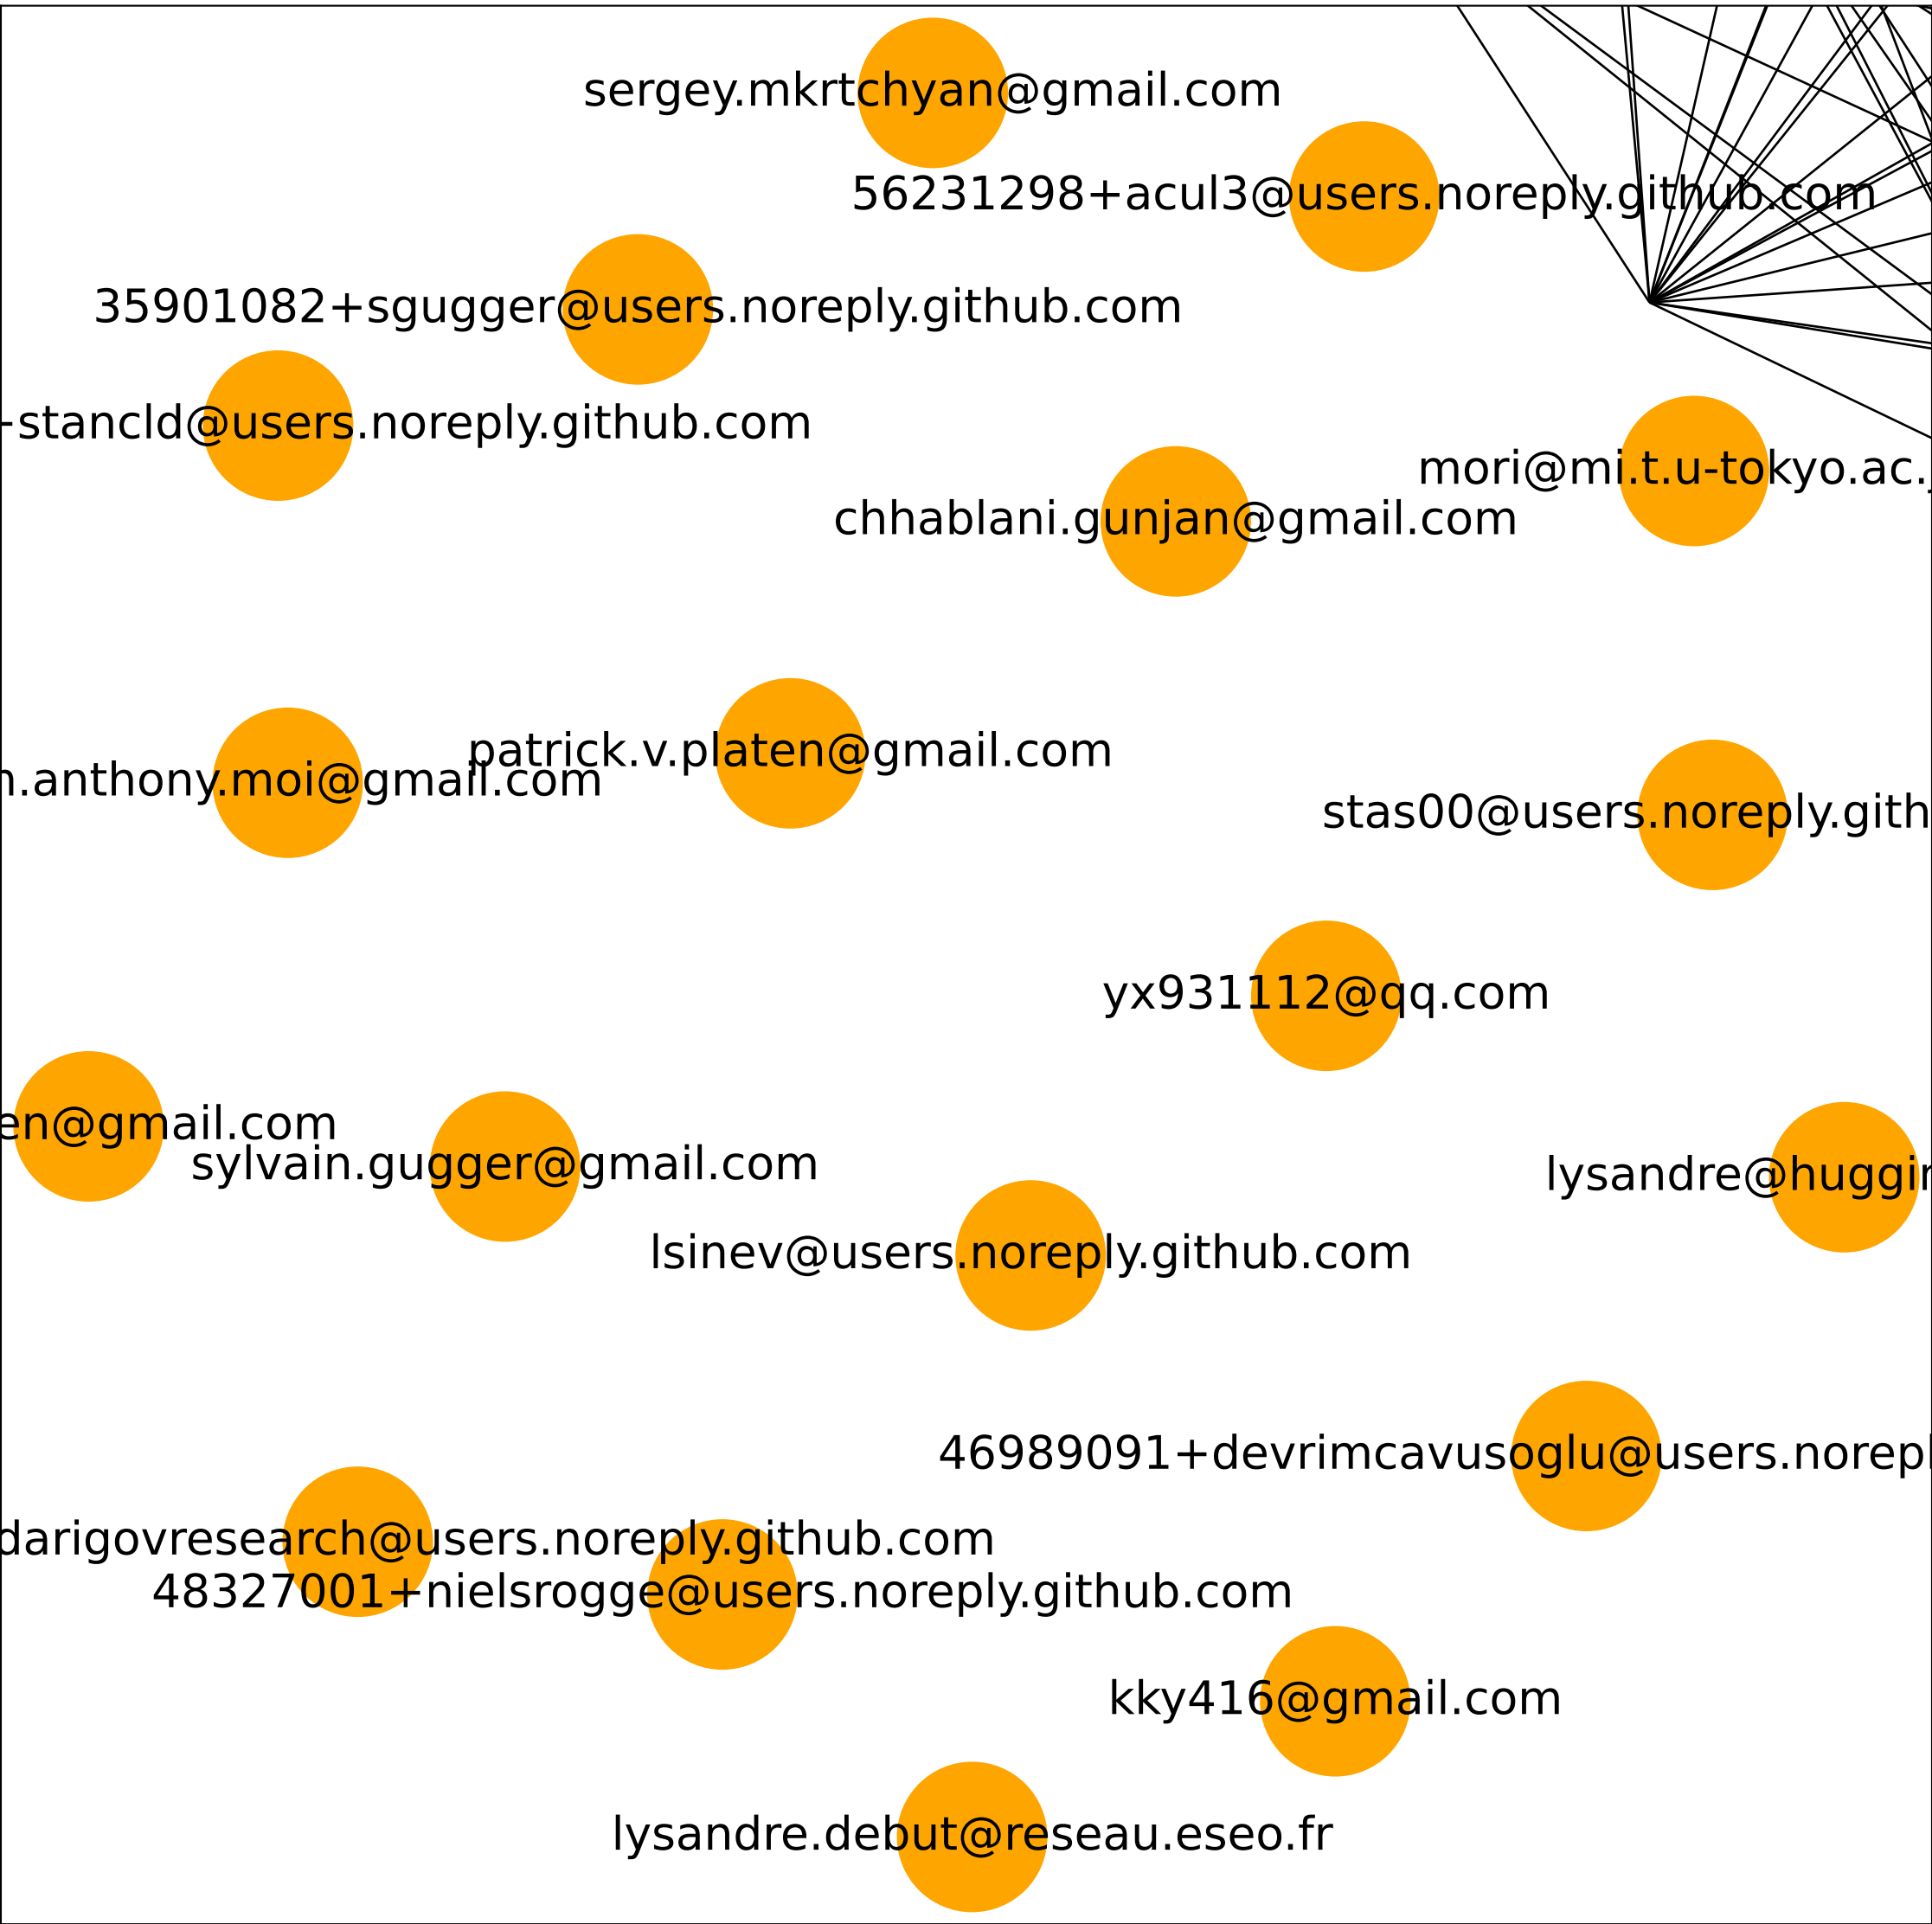 sergey.mkrtchyan@gmail.com
56231298+acul3@users.noreply.github.com
35901082+sgugger@users.noreply.github.com
-stancld@users.noreply.github.com
mori@mi.t.u-tokyo.ac.
chhablani.gunjan@gmail.com
patrick.v.platen@gmail.com
n.anthony.moi@gmail.com
stas00@users.noreply.gith
yx931112@qq.com
en@gmail.com
sylvain.gugger@gmail.com
lysandre@huggin
lsinev@users.noreply.github.com
46989091+devrimcavusoglu@users.norepl
darigovresearch@users.noreply.github.com
48327001+nielsrogge@users.noreply.github.com
kky416@gmail.com
lysandre.debut@reseau.eseo.fr